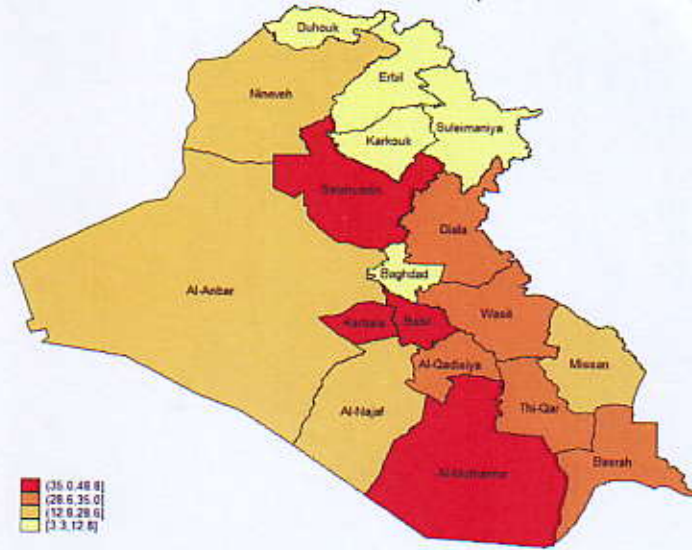 Duhouk
Erbil
Nineveh
Suleimaniya
Karkouk
Salahuddin
Diala
Baghdad
Al-Anbar
Wasit
Karbala
Babil
Al-Qadisiya
Missan
Al-Najaf
Thi-Qar
Basrah
Al-Muthanna
(35.0,48.8]
(28.6,35.0]
(12.8,28.6]
[3.3,12.8]